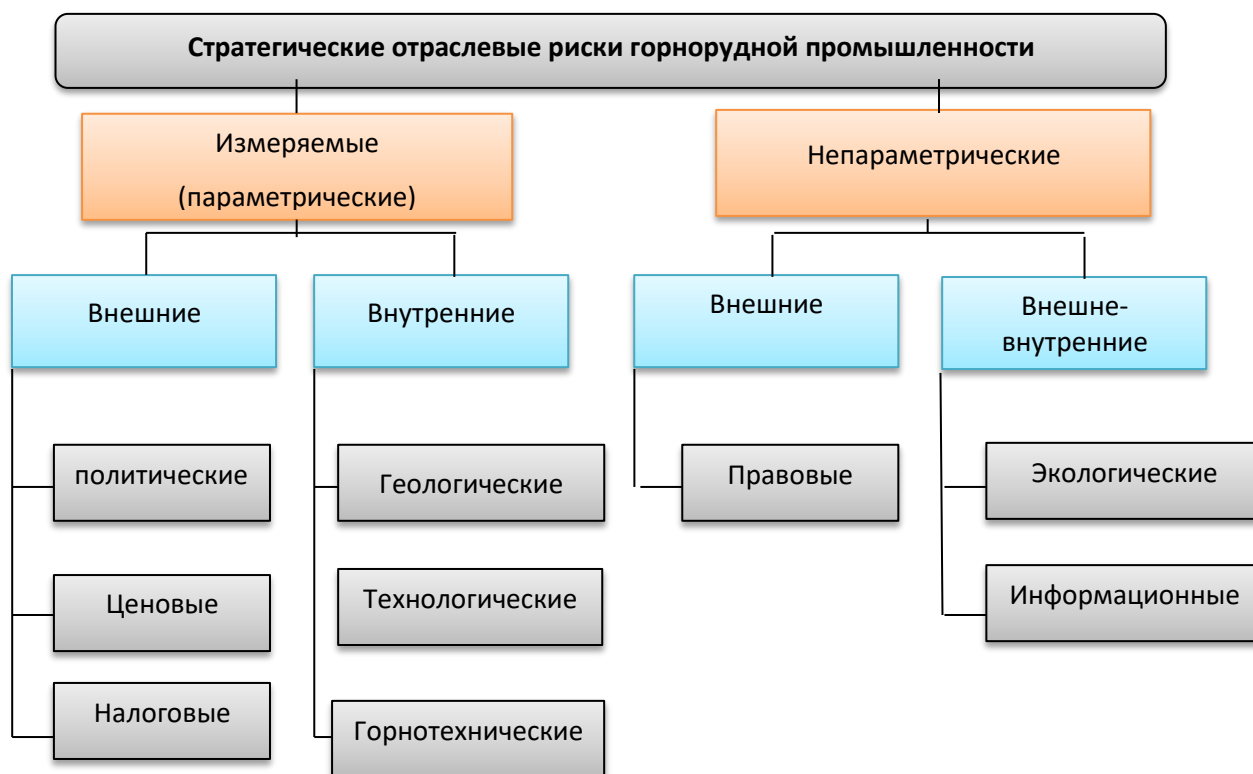 Стратегические отраслевые риски горнорудной промышленности
Измеряемые
(параметрические)
Непараметрические
Внешние
Внутренние
Внешние
Внешне-
внутренние
политические
Геологические
Правовые
Экологические
Ценовые
Технологические
Информационные
Налоговые
Горнотехнические